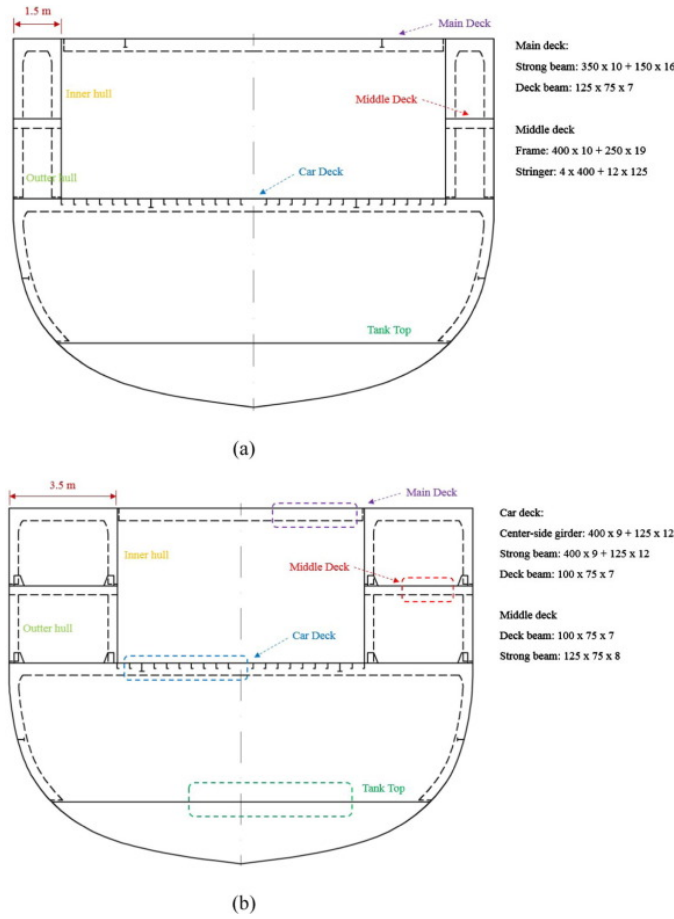 1.5 m
Main Deck
Main deck:
Strong beam: 350 x 10 + 150 x 16
Deck beam: 125 x 75 x 7
Inner hull
Middle Deck
Middle deck
Frame: 400 x 10 + 250 x 19
Stringer: 4 x 400 + 12 x 125
Outter hull
Car Deck
Tank Top
(a)
3.5 m
Main Deck
Car deck:
Center-side girder: 400 x 9 + 125 x 12
Strong beam: 400 x 9 + 125 x 12
Deck beam: 100 x 75 x 7
Inner hull
Middle Deck
Middle deck
Deck beam: 100 x 75 x 7
Strong beam: 125 x 75 x 8
Outter hull
Car Deck
Tank Top
(b)